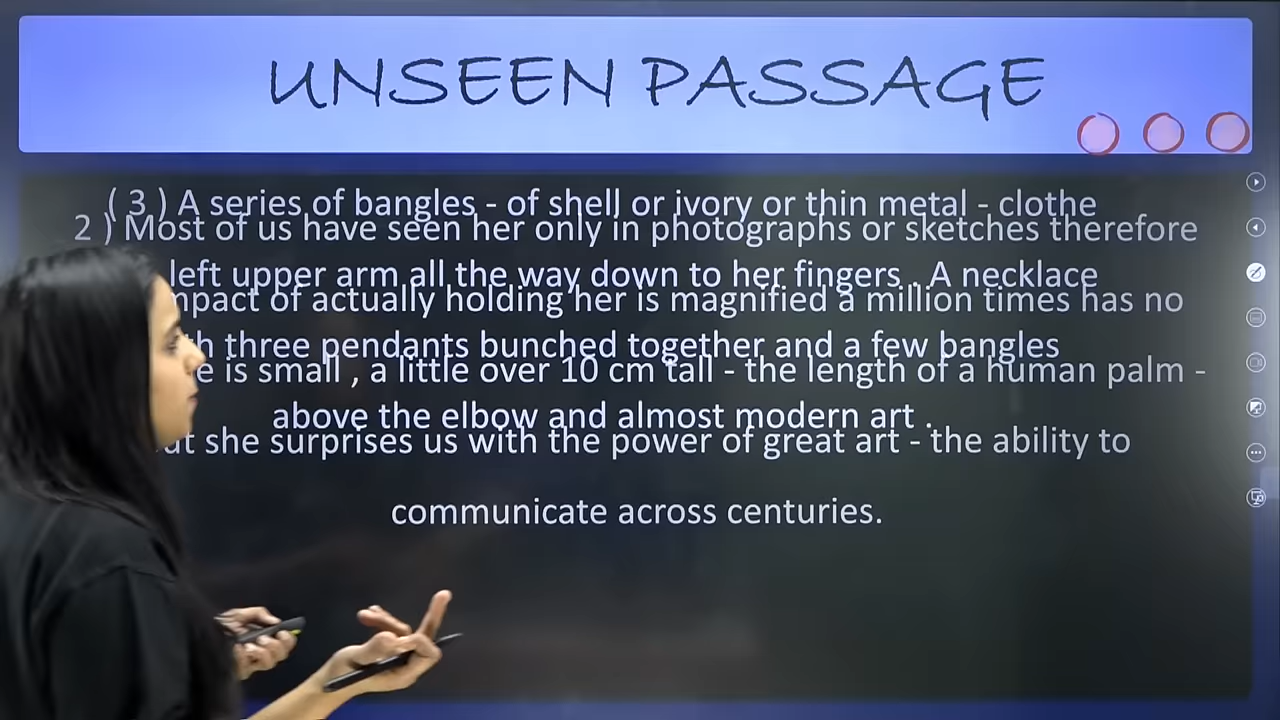 UNSEEN PASSAGE
( 3 ) A series of bangles - of shell or ivory or thin metal - clothe
2 ) Most of us have seen her only in photographs or sketches therefore
left upper arm all the way down to her fingers . A necklace
of actually holding her is magnified a million times has no
three pendants bunched together and a few bangles
is small , a little over 10 cm tall - the length of a human palm -
above the elbow and almost modern art .
she surprises us with the power of great art - the ability to
communicate across centuries.